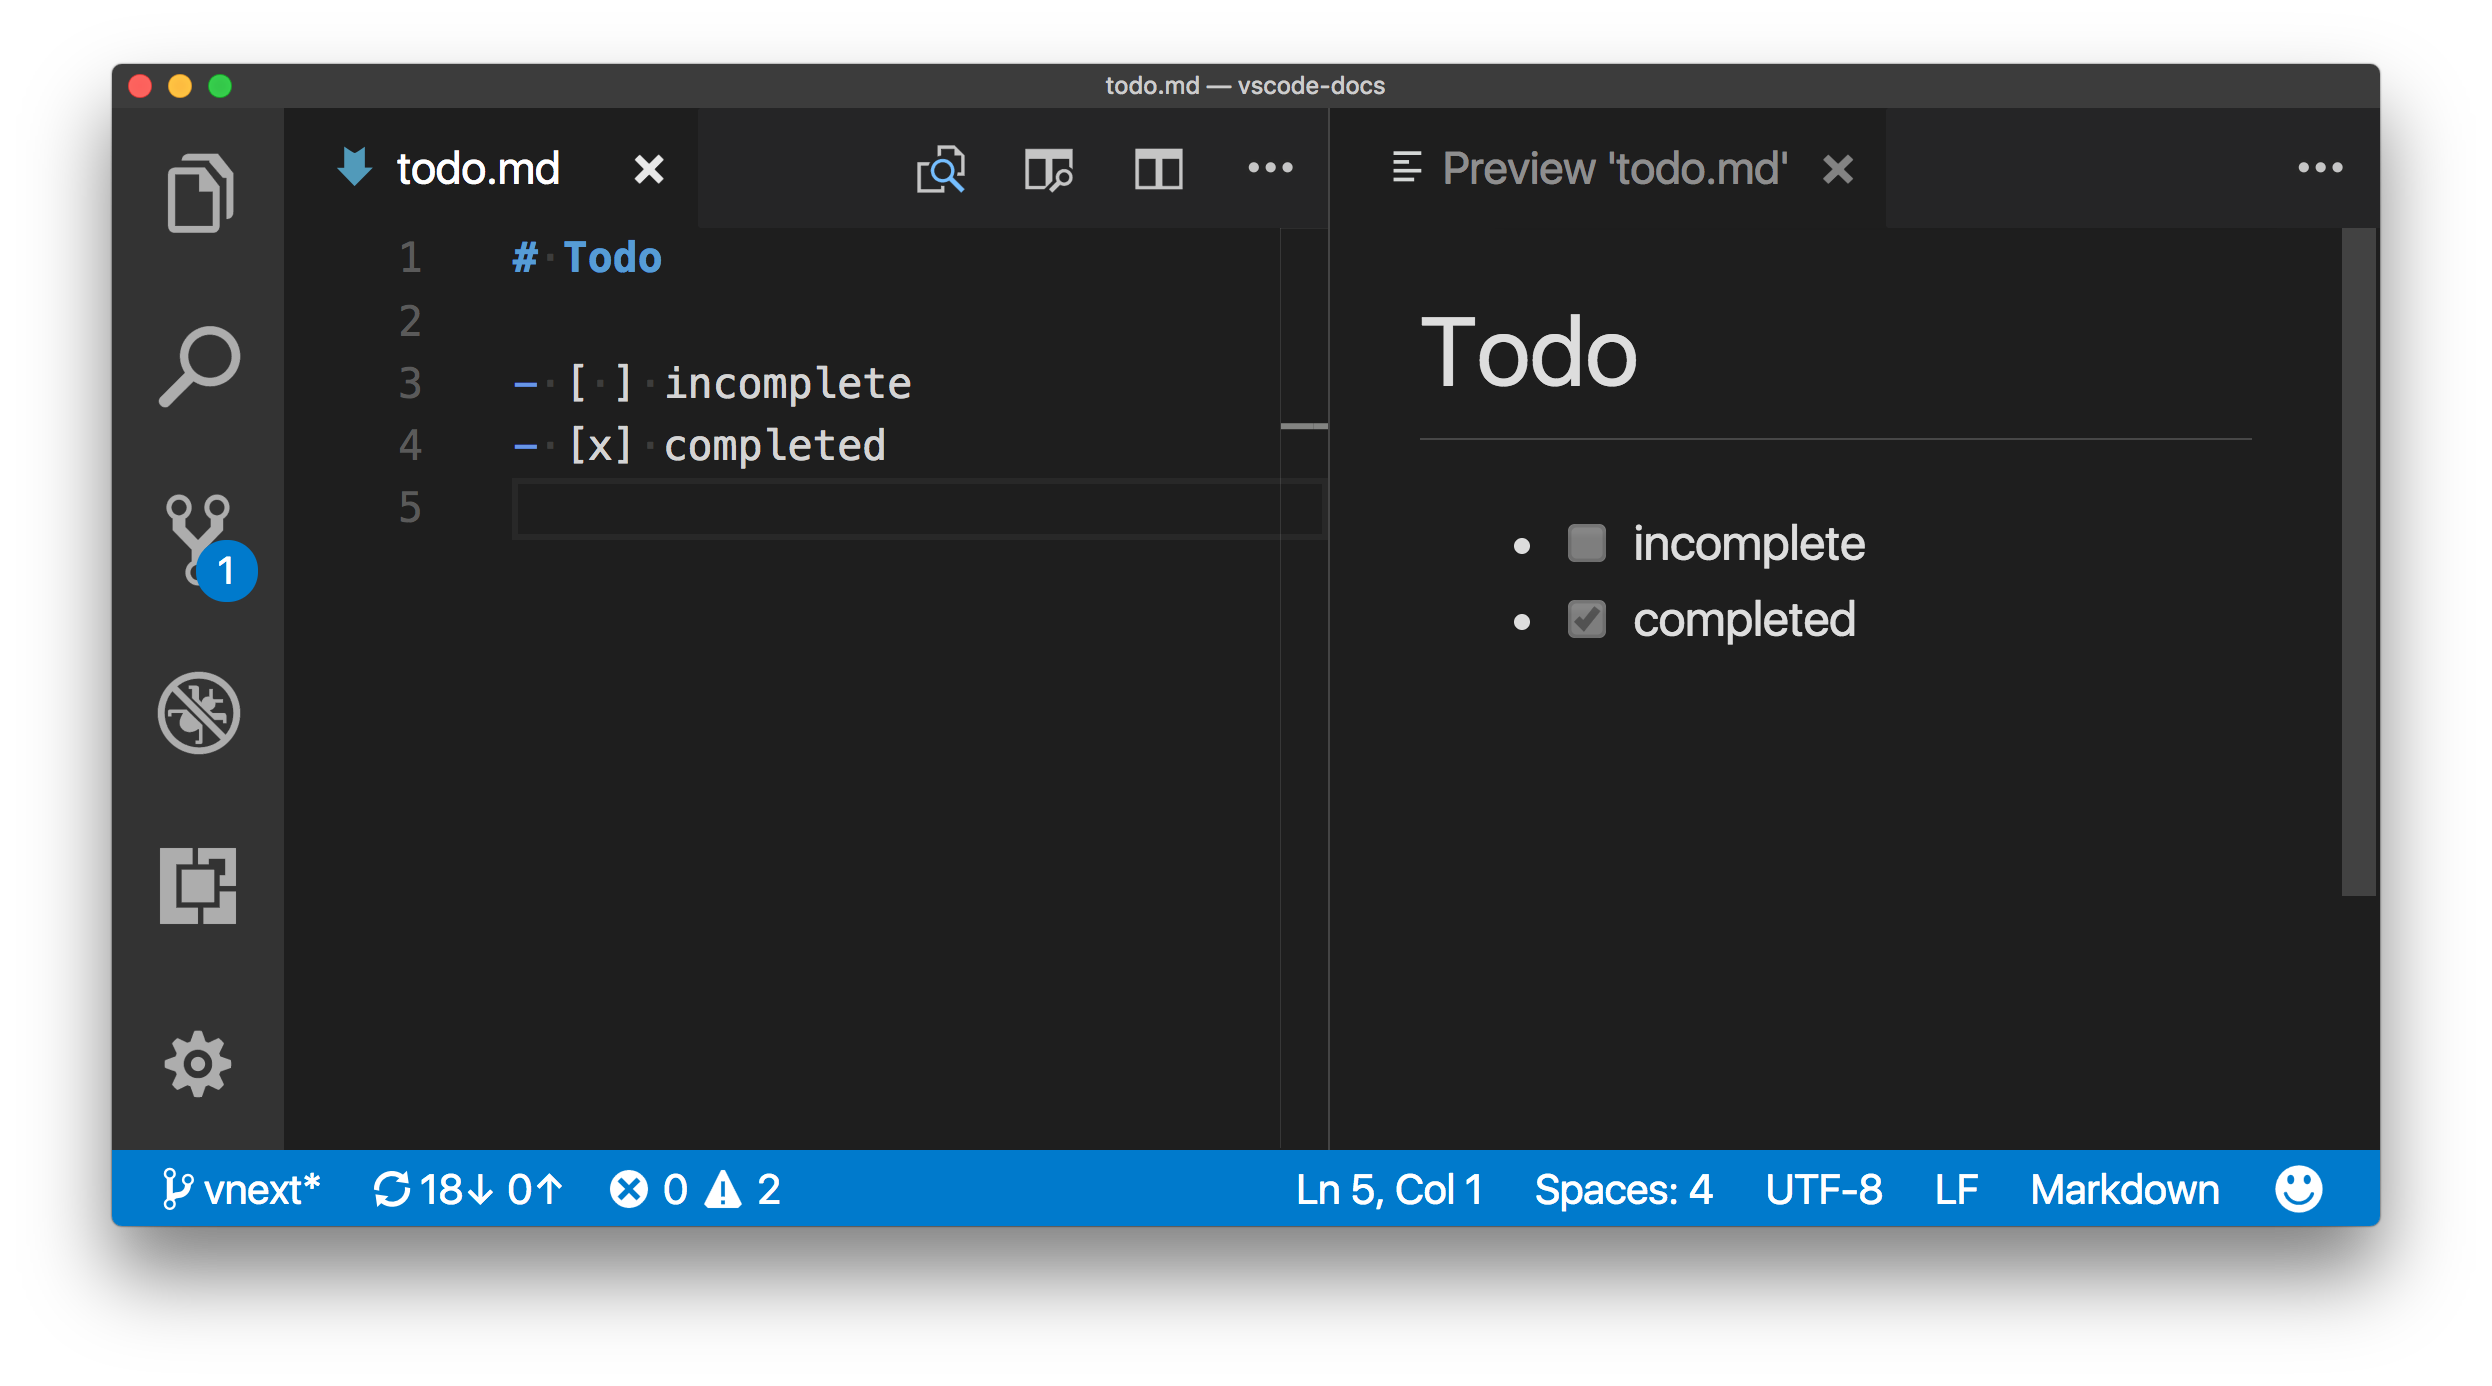 todo.md — vscode-docs
todo.md
Preview 'todo.md'
1 # Todo
2
3 - [ ] incomplete
4 - [x] completed
5
Todo
• incomplete
• completed
1
vnext* 18↓ 0↑ 0 2 Ln 5, Col 1 Spaces: 4 UTF-8 LF Markdown